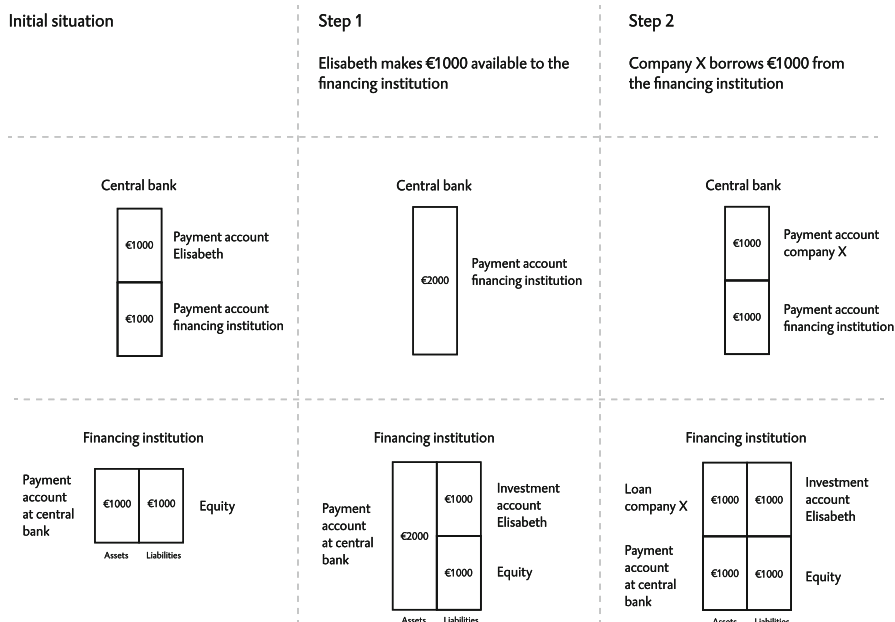 Initial situation
Step 1
Elisabeth makes €1000 available to the
financing institution
Step 2
Company X borrows €1000 from
the financing institution
Central bank
€1000
Payment account
Elisabeth
€1000
Payment account
financing institution
Central bank
€2000
Payment account
financing institution
Central bank
€1000
Payment account
company X
€1000
Payment account
financing institution
Financing institution
Payment
account
at central
bank
€1000
€1000
Equity
Assets
Liabilities
Financing institution
Payment
account
at central
bank
€2000
€1000
Investment
account
Elisabeth
€1000
Equity
Assets
Liabilities
Financing institution
Loan
company X
€1000
€1000
Investment
account
Elisabeth
Payment
account
at central
bank
€1000
€1000
Equity
Assets
Liabilities